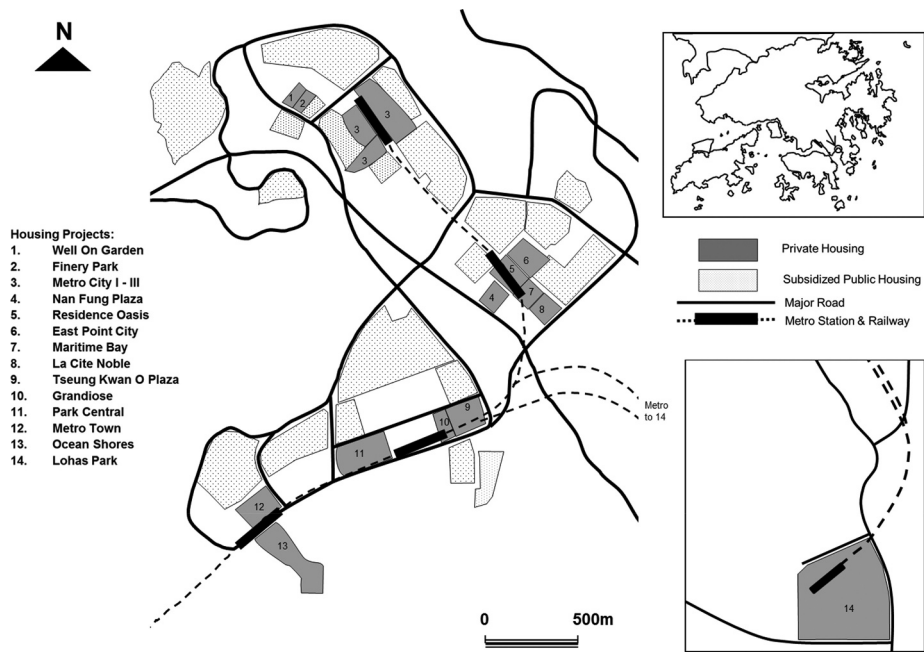 N
Housing Projects:
1. Well On Garden
2. Finery Park
3. Metro City I - III
4. Nan Fung Plaza
5. Residence Oasis
6. East Point City
7. Maritime Bay
8. La Cite Noble
9. Tseung Kwan O Plaza
10. Grandiose
11. Park Central
12. Metro Town
13. Ocean Shores
14. Lohas Park
1
2
3
3
3
6
5
4
7
8
9
10
11
12
13
Metro
to 14
0 500m
Private Housing
Subsidized Public Housing
Major Road
Metro Station & Railway
14